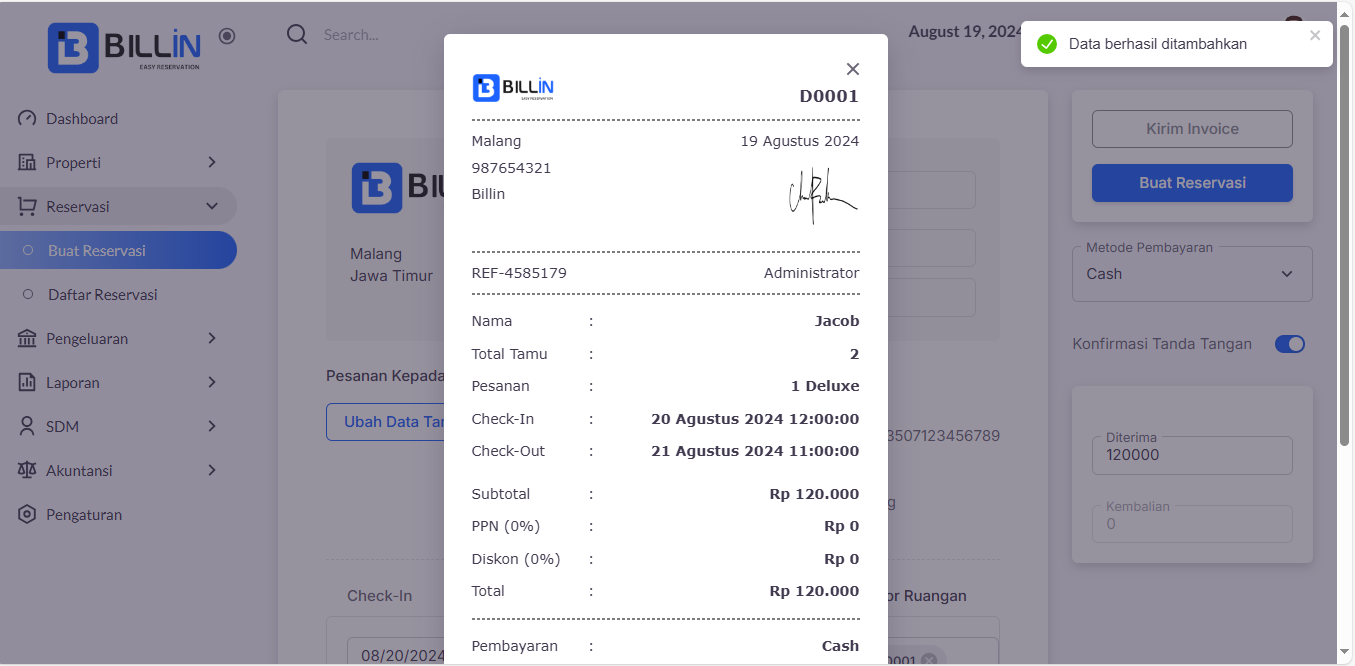 BILLIN
EASY RESERVATION
Search...
August 19, 2024
Data berhasil ditambahkan
Dashboard
Properti
Reservasi
Buat Reservasi
Daftar Reservasi
Pengeluaran
Laporan
SDM
Akuntansi
Pengaturan
Malang
Jawa Timur
Pesanan Kepada
BILLIN
EASY RESERVATION
D0001
Malang
19 Agustus 2024
987654321
Billin
REF-4585179
Administrator
Nama : Jacob
Total Tamu : 2
Pesanan : 1 Deluxe
Check-In : 20 Agustus 2024 12:00:00
Check-Out : 21 Agustus 2024 11:00:00
Subtotal : Rp 120.000
PPN (0%) : Rp 0
Diskon (0%) : Rp 0
Total : Rp 120.000
Pembayaran : Cash
3507123456789
Check-In
08/20/2024
Ruangan
Kirim Invoice
Buat Reservasi
Metode Pembayaran
Cash
Konfirmasi Tanda Tangan
Diterima
120000
Kembalian
0